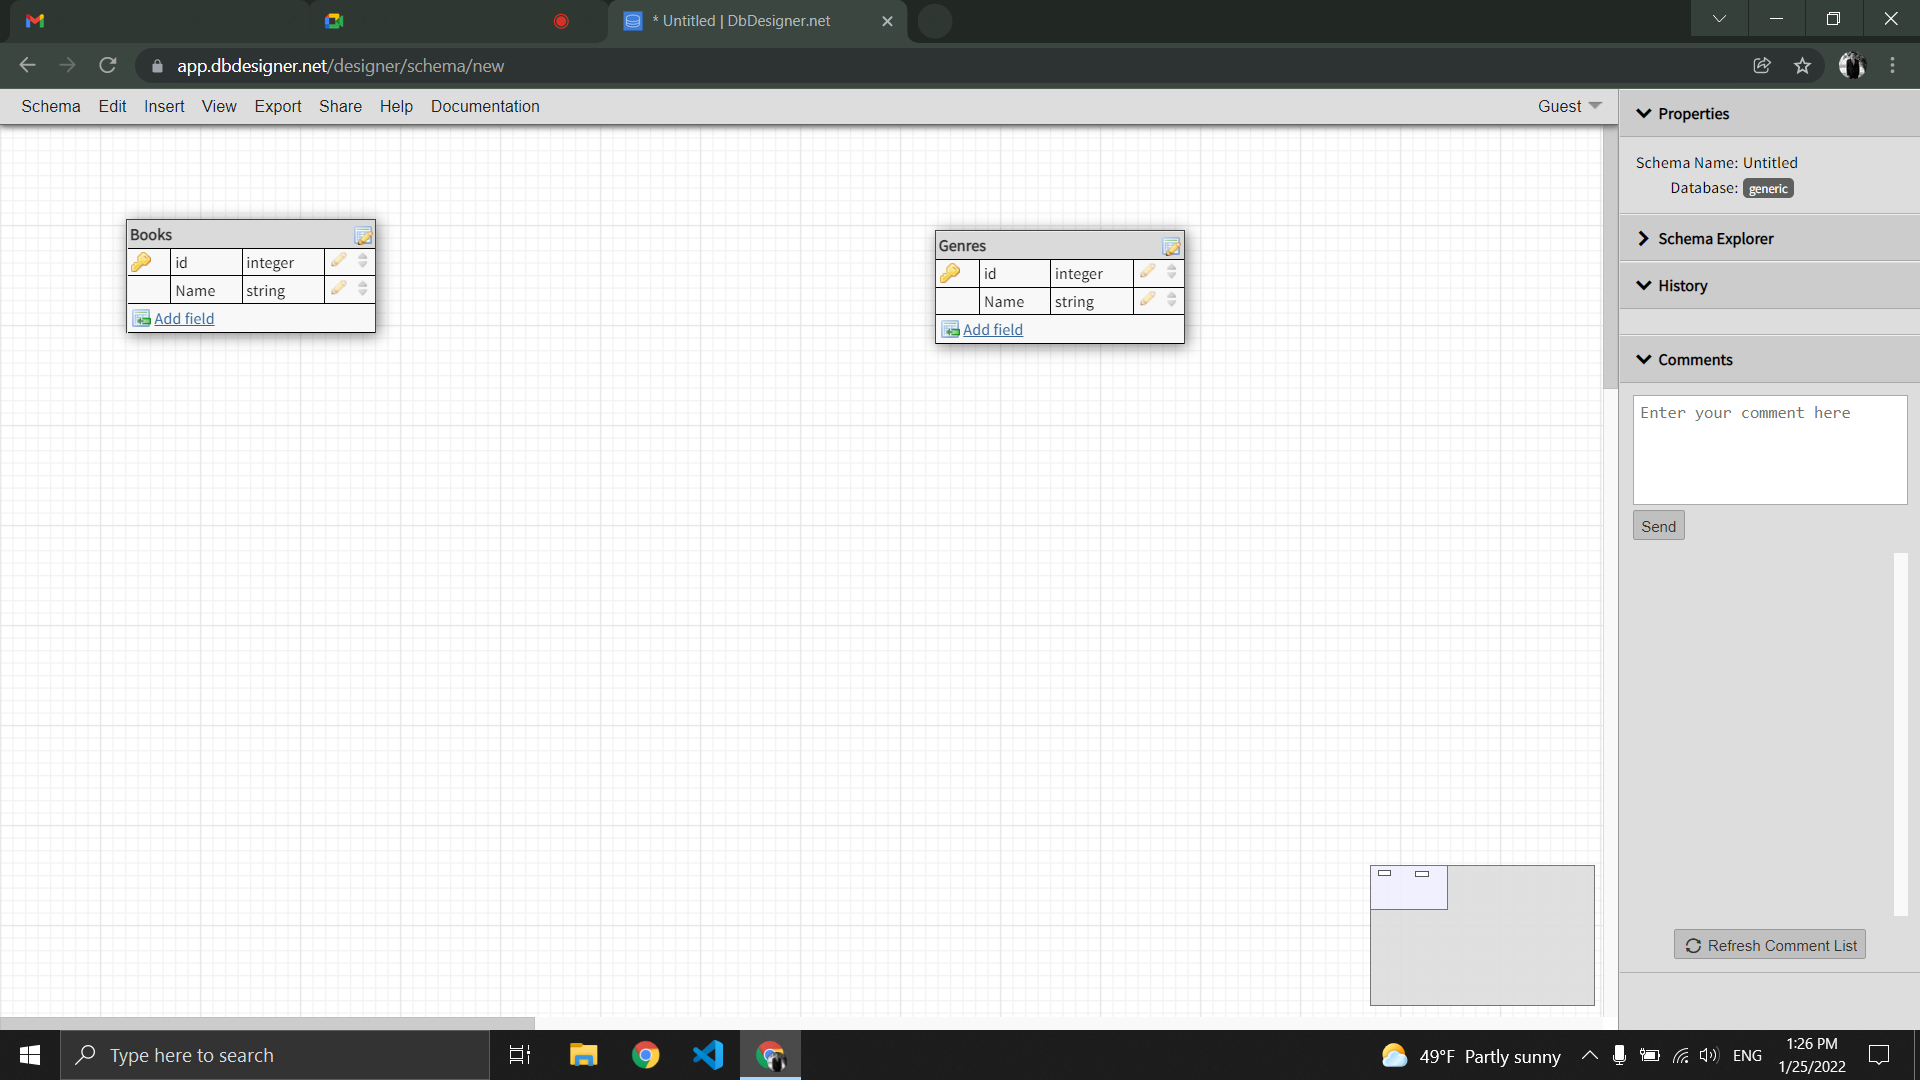 * Untitled | DbDesigner.net
app.dbdesigner.net/designer/schema/new
Schema Edit Insert View Export Share Help Documentation Guest
Properties
Schema Name: Untitled
Database: generic
Schema Explorer
History
Comments
Enter your comment here
Send
Refresh Comment List
Books
id integer
Name string
Add field
Genres
id integer
Name string
Add field
Type here to search
49°F Partly sunny
ENG
1:26 PM
1/25/2022